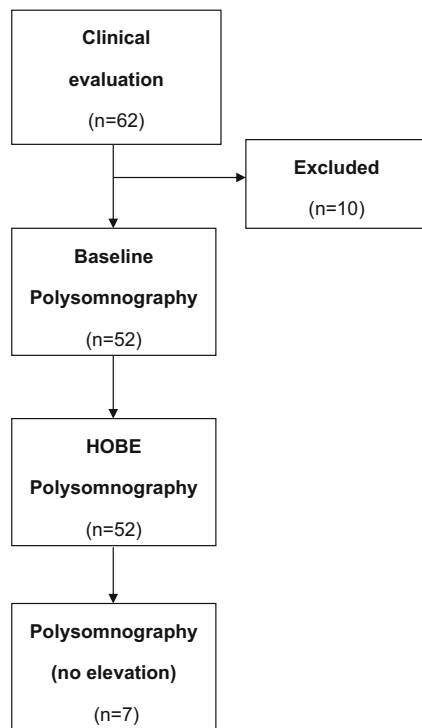 Clinical
evaluation
(n=62)
Excluded
(n=10)
Baseline
Polysomnography
(n=52)
HOBE
Polysomnography
(n=52)
Polysomnography
(no elevation)
(n=7)